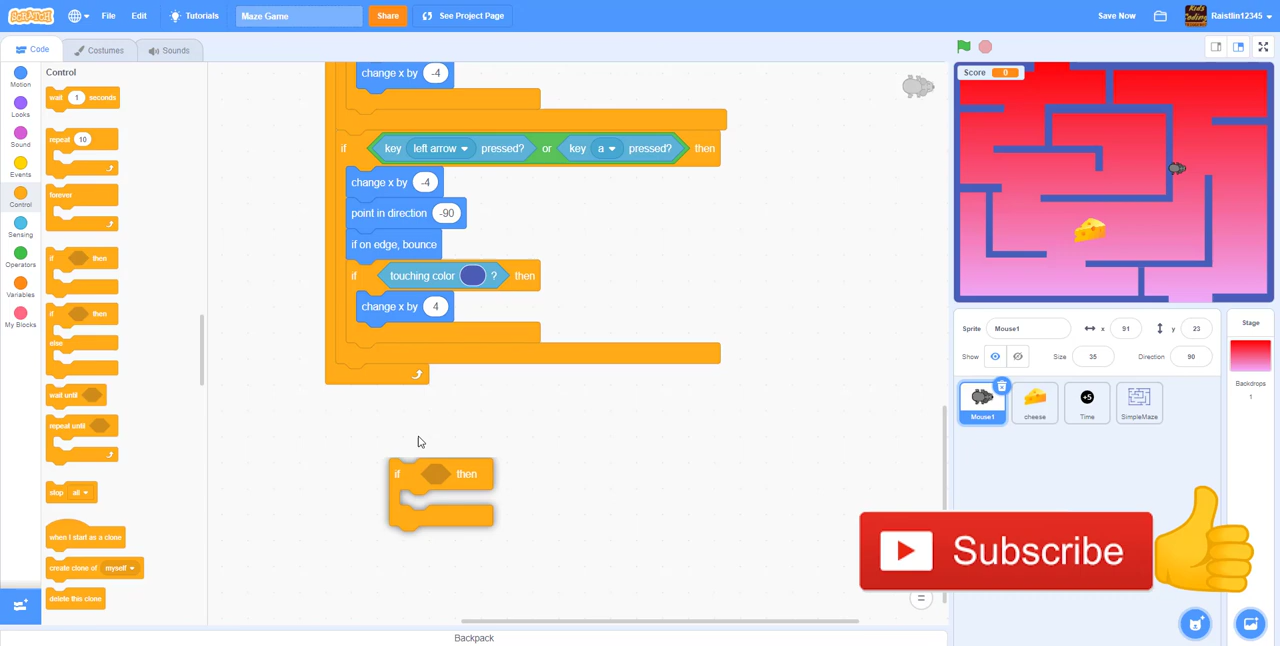 SCRATCH File Edit Tutorials Maze Game Share See Project Page Save Now Raistlin12345
Code Costumes Sounds
Motion
Looks
Sound
Events
Control
Sensing
Operators
Variables
My Blocks
Control
wait 1 seconds
repeat 10
forever
if then
if then
else
wait until
repeat until
stop all
when I start as a clone
create clone of myself
delete this clone
change x by -4
if key left arrow pressed? or key a pressed? then
change x by -4
point in direction -90
if on edge, bounce
if touching color ? then
change x by 4
if then
Score 0
Sprite Mouse1 x 91 y 23
Show Size 35 Direction 90
Mouse1 cheese Time SimpleMaze
+5
Stage
Backdrops
1
Subscribe
Backpack